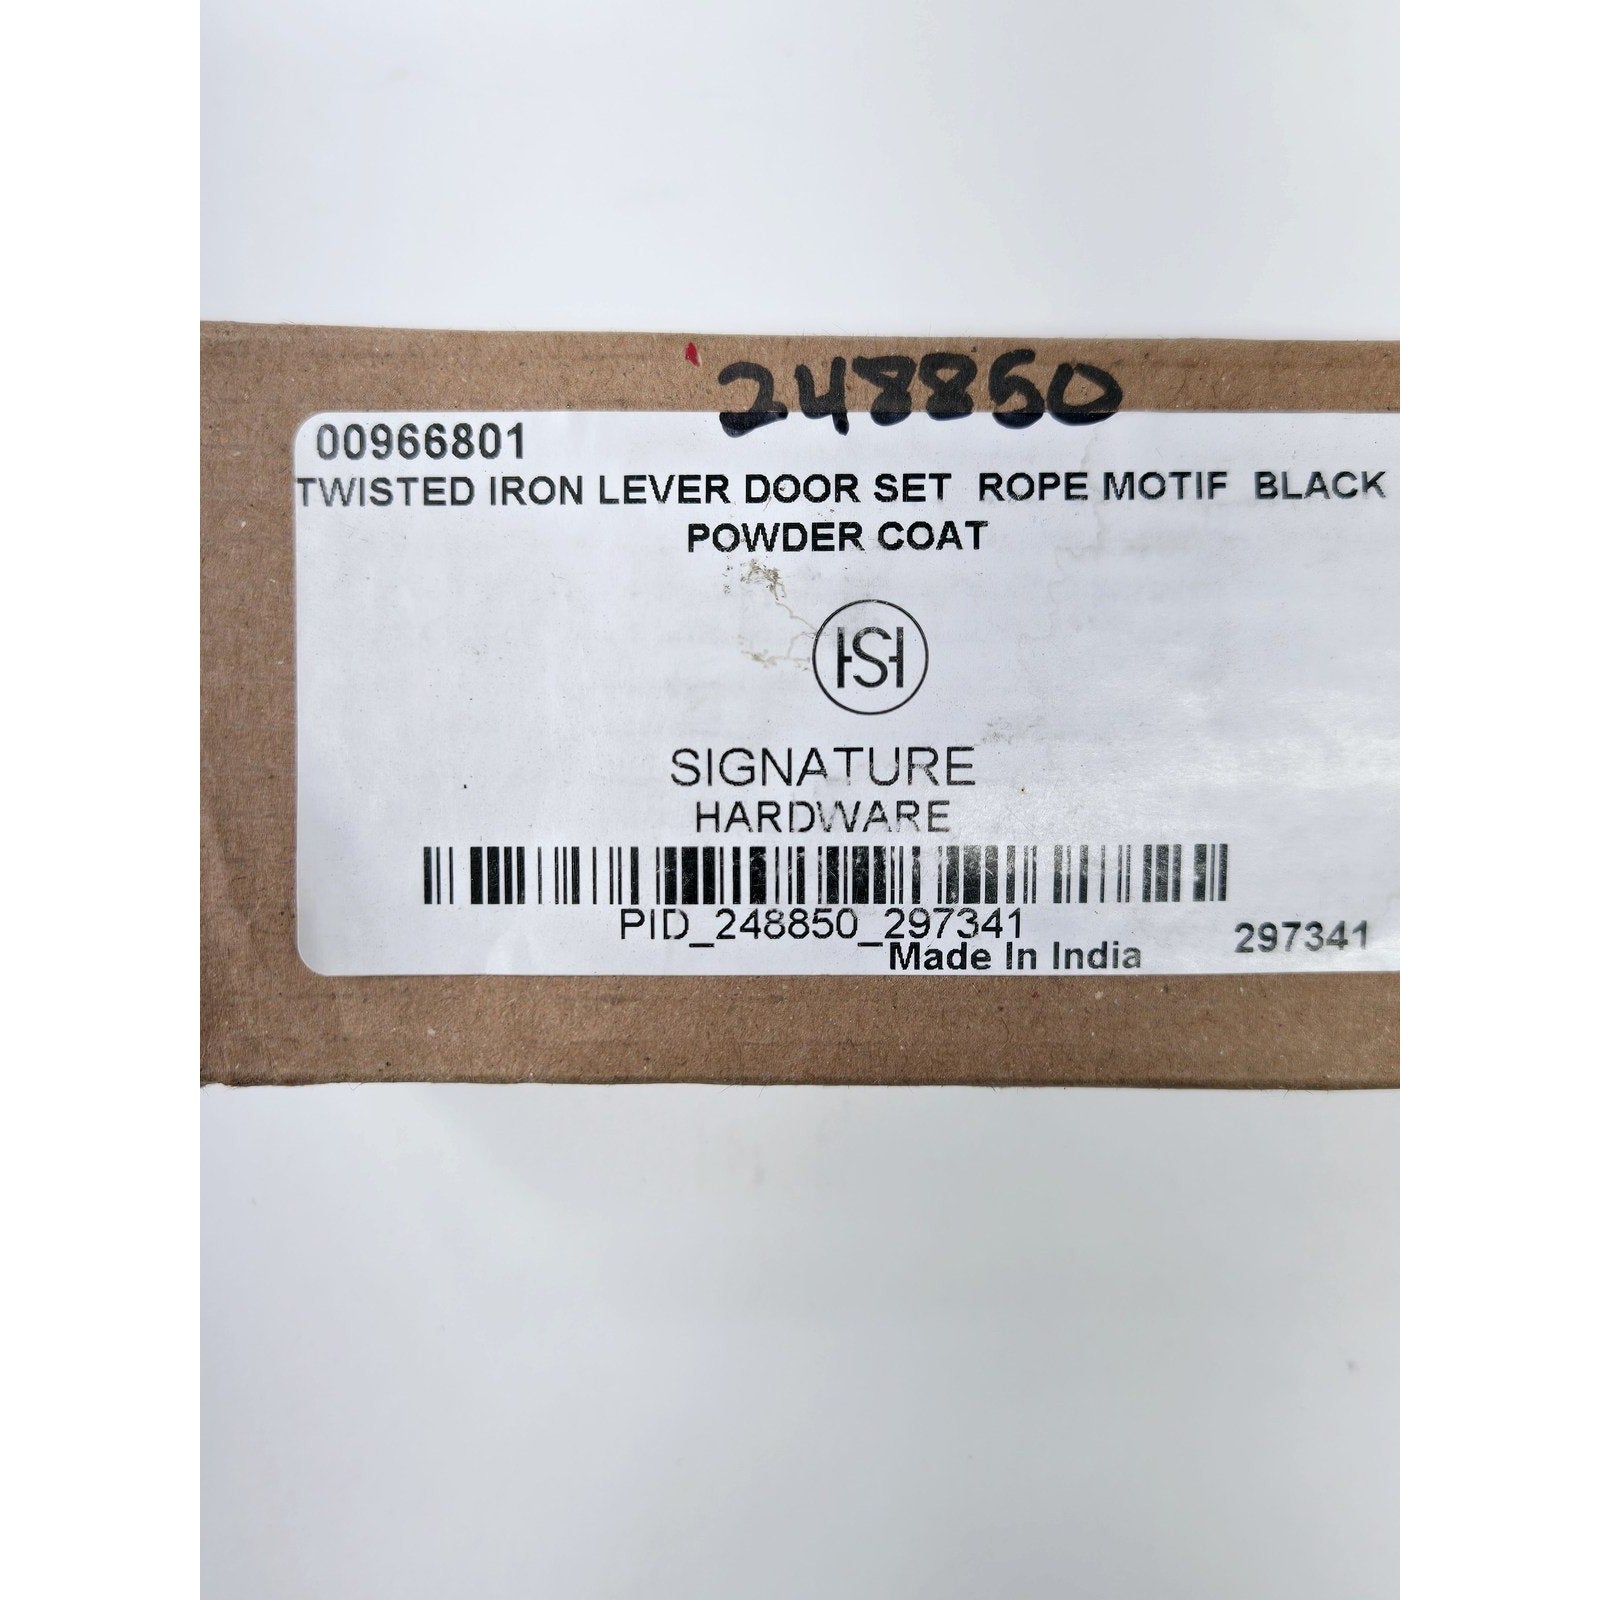 248850
00966801
TWISTED IRON LEVER DOOR SET ROPE MOTIF BLACK
POWDER COAT
HSH
SIGNATURE
HARDWARE
PID_248850_297341
Made In India
297341